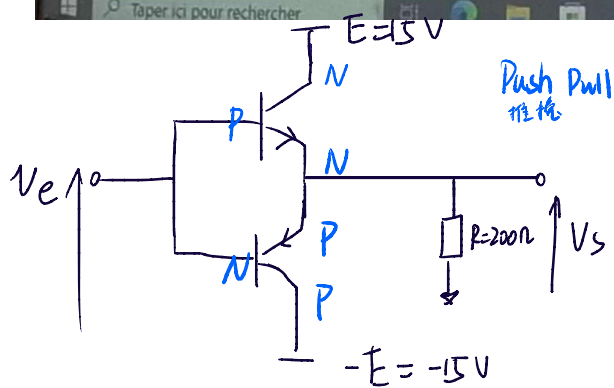 Taper ici pour rechercher
E=15V
N
Push Pull
推挽
P
N
Ve
P
R=200Ω
Vs
N
P
-E=-15V